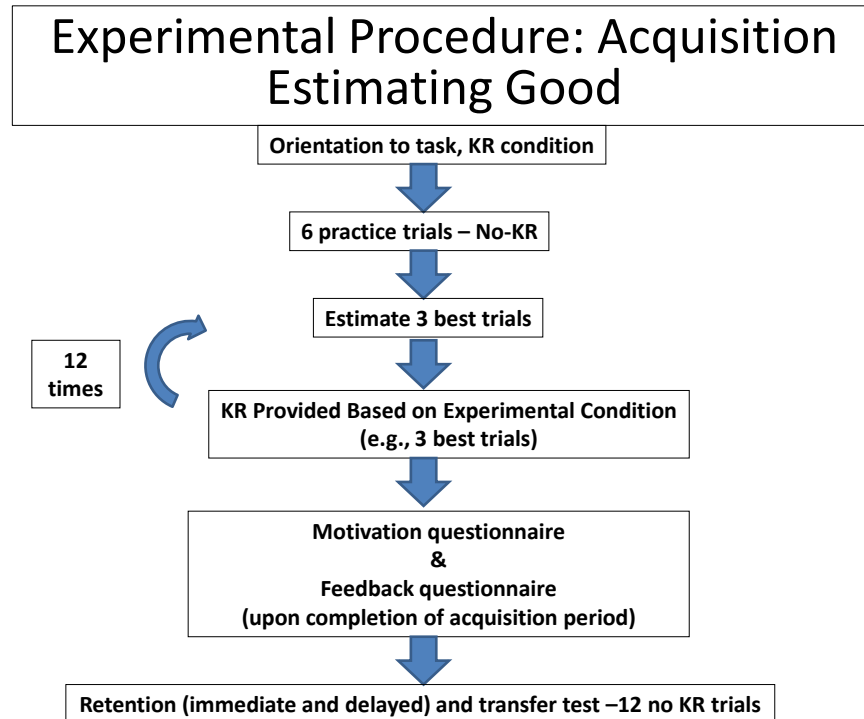 Experimental Procedure: Acquisition
Estimating Good
Orientation to task, KR condition
6 practice trials – No-KR
Estimate 3 best trials
12
times
KR Provided Based on Experimental Condition
(e.g., 3 best trials)
Motivation questionnaire
&
Feedback questionnaire
(upon completion of acquisition period)
Retention (immediate and delayed) and transfer test –12 no KR trials